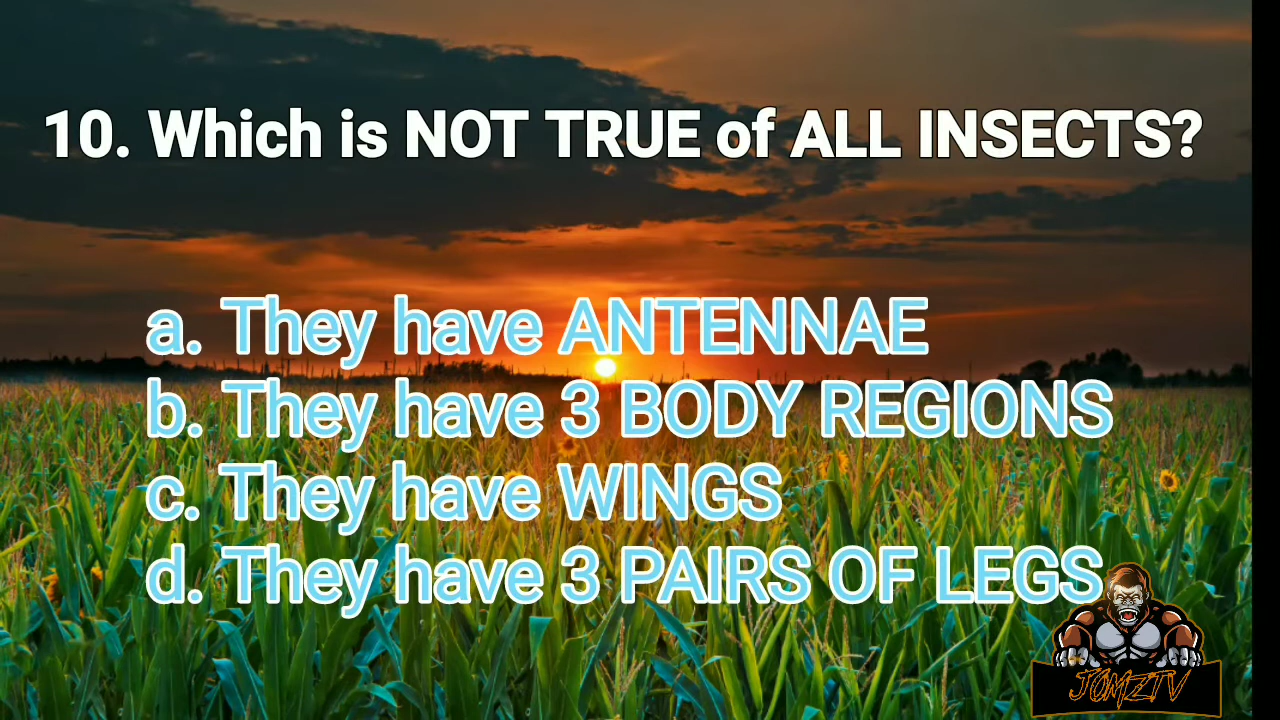 10. Which is NOT TRUE of ALL INSECTS?
a. They have ANTENNAE
b. They have 3 BODY REGIONS
c. They have WINGS
d. They have 3 PAIRS OF LEGS
JOMZTV